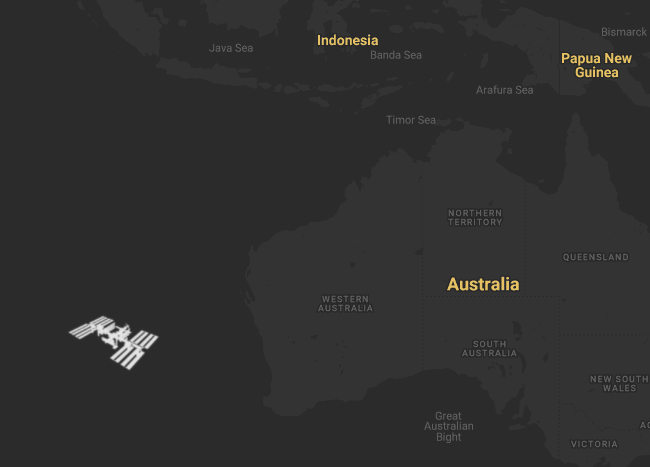 Bismarck
Indonesia
Java Sea
Banda Sea
Papua New
Guinea
Arafura Sea
Timor Sea
NORTHERN
TERRITORY
QUEENSLAND
Australia
WESTERN
AUSTRALIA
SOUTH
AUSTRALIA
NEW SOUTH
WALES
Great
Australian
Bight
VICTORIA